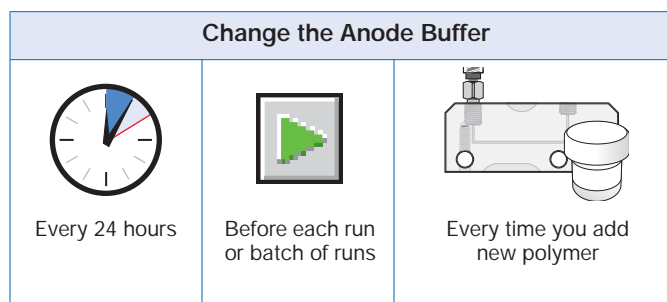 Change the Anode Buffer
Every 24 hours
Before each run
or batch of runs
Every time you add
new polymer